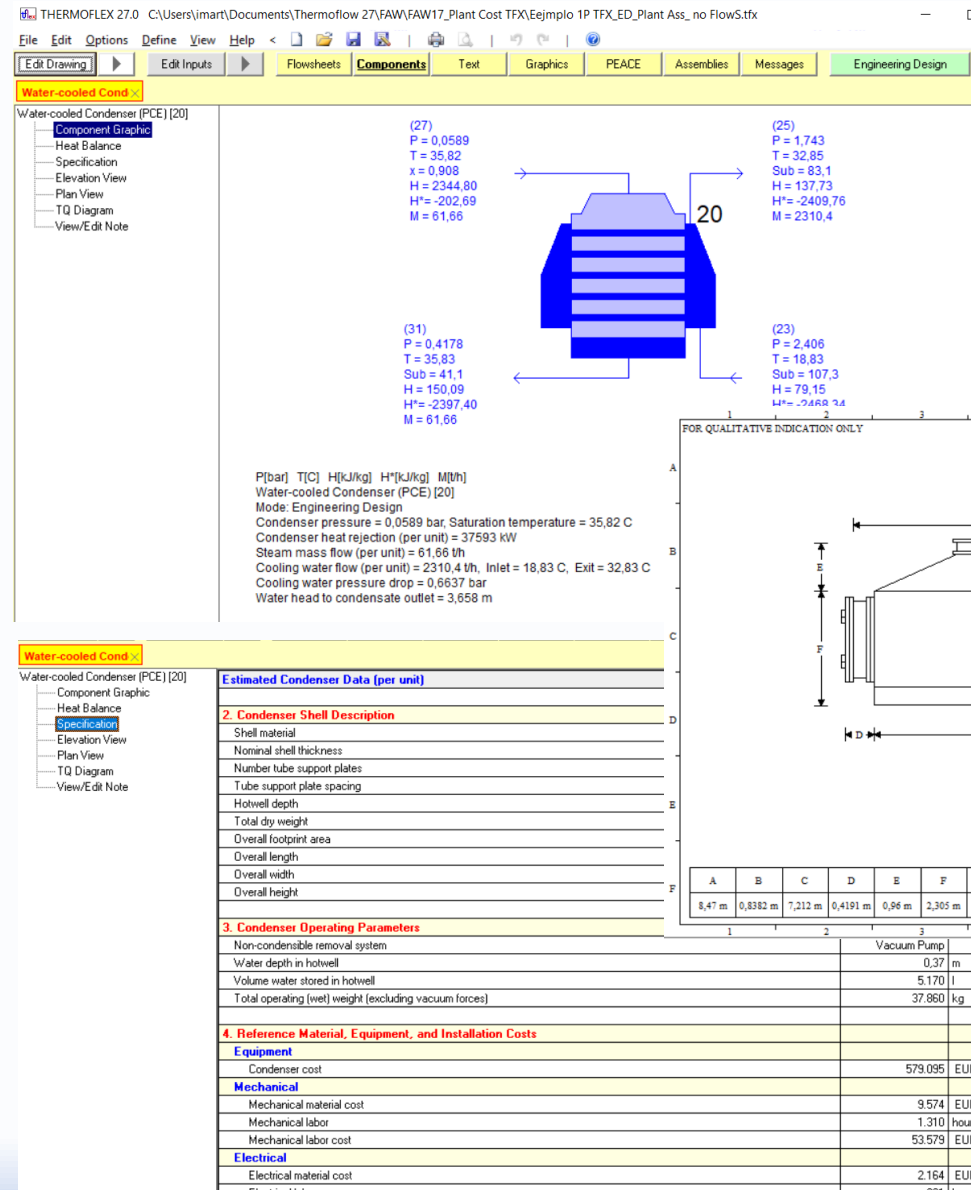 THERMOFLEX 27.0 C:\Users\imart\Documents\Thermoflow 27\FAW\FAW17_Plant Cost TFX\Eejmplo 1P TFX_ED_Plant Ass_ no FlowS.tfx
File Edit Options Define View Help <
Edit Drawing Edit Inputs Flowsheets Components Text Graphics PEACE Assemblies Messages Engineering Design
Water-cooled Cond
Water-cooled Condenser (PCE) [20]
Component Graphic
Heat Balance
Specification
Elevation View
Plan View
TQ Diagram
View/Edit Note
(27)
P = 0,0589
T = 35,82
x = 0,908
H = 2344,80
H*= -202,69
M = 61,66
(25)
P = 1,743
T = 32,85
Sub = 83,1
H = 137,73
H*= -2409,76
M = 2310,4
20
(31)
P = 0,4178
T = 35,83
Sub = 41,1
H = 150,09
H*= -2397,40
M = 61,66
(23)
P = 2,406
T = 18,83
Sub = 107,3
H = 79,15
H*= -2468,34
P[bar] T[C] H[kJ/kg] H*[kJ/kg] M[t/h]
Water-cooled Condenser (PCE) [20]
Mode: Engineering Design
Condenser pressure = 0,0589 bar, Saturation temperature = 35,82 C
Condenser heat rejection (per unit) = 37593 kW
Steam mass flow (per unit) = 61,66 t/h
Cooling water flow (per unit) = 2310,4 t/h, Inlet = 18,83 C, Exit = 32,83 C
Cooling water pressure drop = 0,6637 bar
Water head to condensate outlet = 3,658 m
1 2 3
FOR QUALITATIVE INDICATION ONLY
A
B
E
C
F
D
D
E
F
A B C D E F
8,47 m 0,8382 m 7,212 m 0,4191 m 0,96 m 2,305 m
1 2 3
Water-cooled Cond
Water-cooled Condenser (PCE) [20]
Component Graphic
Heat Balance
Specification
Elevation View
Plan View
TQ Diagram
View/Edit Note
Estimated Condenser Data (per unit)
2. Condenser Shell Description
Shell material
Nominal shell thickness
Number tube support plates
Tube support plate spacing
Hotwell depth
Total dry weight
Overall footprint area
Overall length
Overall width
Overall height
3. Condenser Operating Parameters
Non-condensible removal system Vacuum Pump
Water depth in hotwell 0,37 m
Volume water stored in hotwell 5.170 l
Total operating (wet) weight (excluding vacuum forces) 37.860 kg
4. Reference Material, Equipment, and Installation Costs
Equipment
Condenser cost 579.095
Mechanical
Mechanical material cost 9.574
Mechanical labor 1.310
Mechanical labor cost 53.579
Electrical
Electrical material cost 2.164